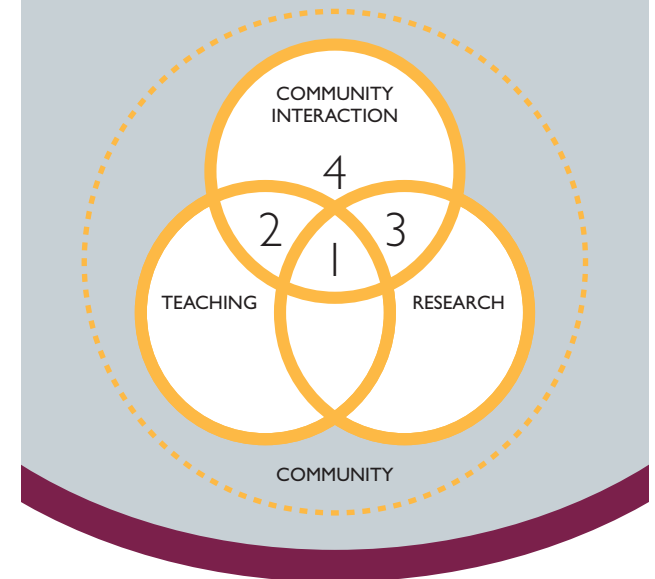 COMMUNITY
INTERACTION
4
2
3
1
TEACHING
RESEARCH
COMMUNITY